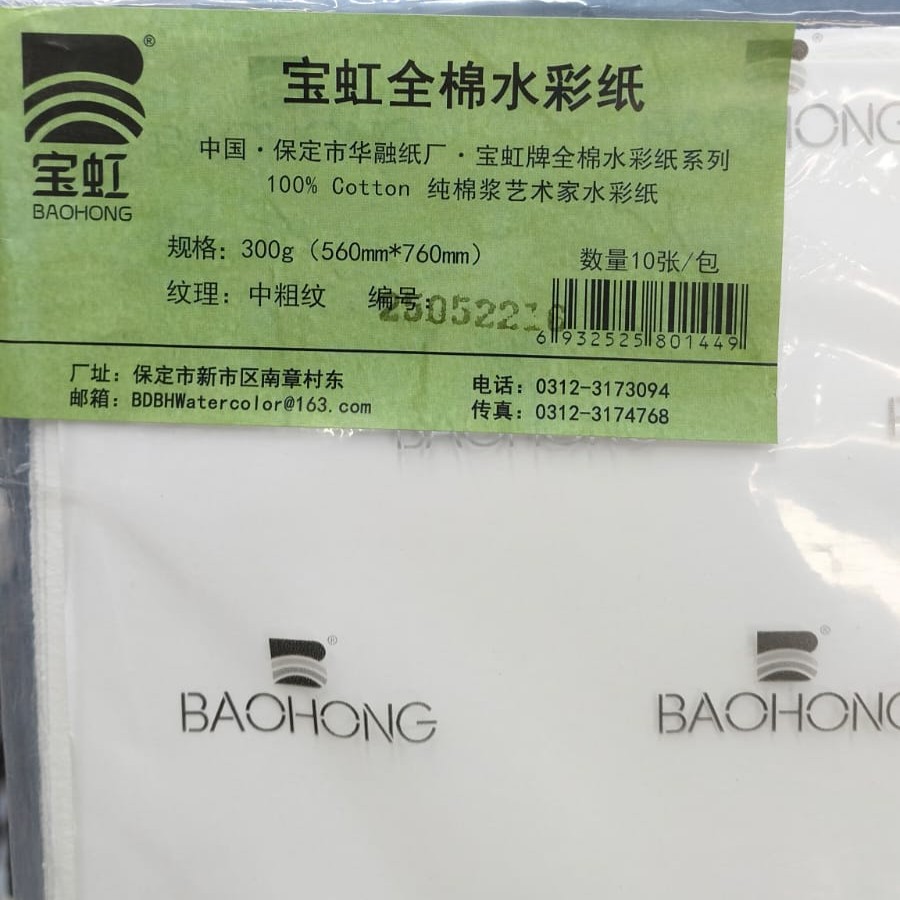 宝虹全棉水彩纸
宝虹
BAOHONG
中国·保定市华融纸厂·宝虹牌全棉水彩纸系列
100% Cotton 纯棉浆艺术家水彩纸
规格：300g（560mm*760mm）
数量10张/包
纹理：中粗纹 编号：
6 932525 801449
厂址：保定市新市区南章村东
电话：0312-3173094
邮箱：BDBHWatercolor@163.com
传真：0312-3174768
BAOHONG
BAOHONG